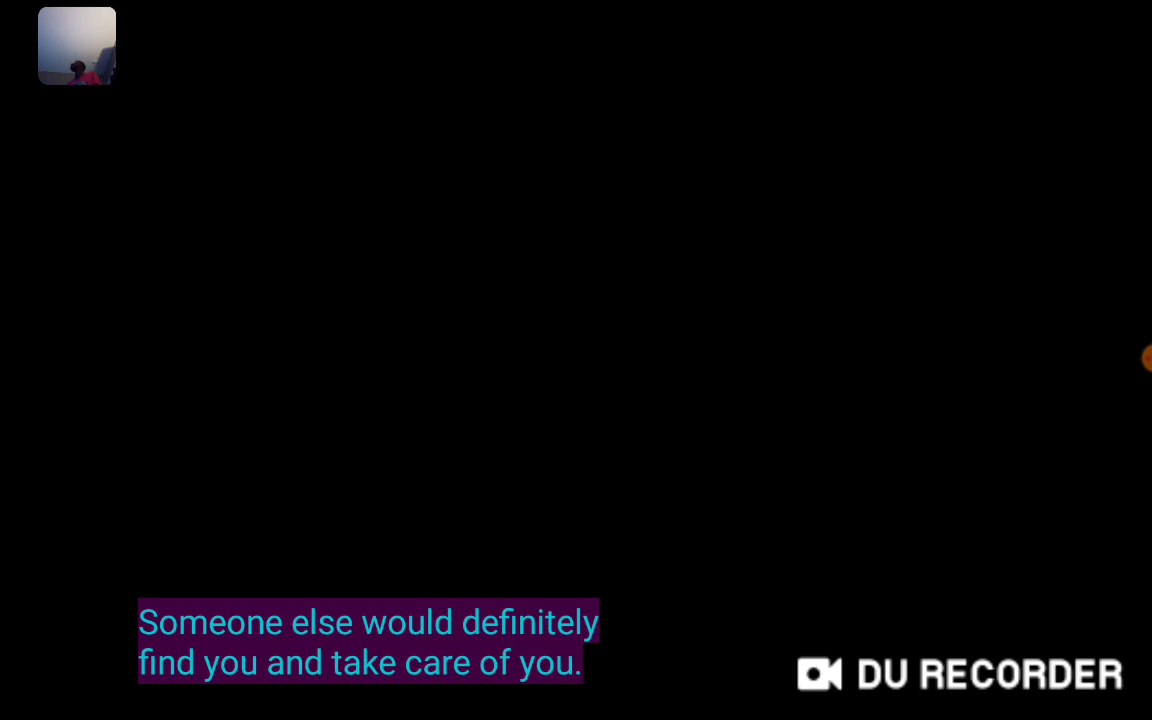 Someone else would definitely
find you and take care of you.
DU RECORDER